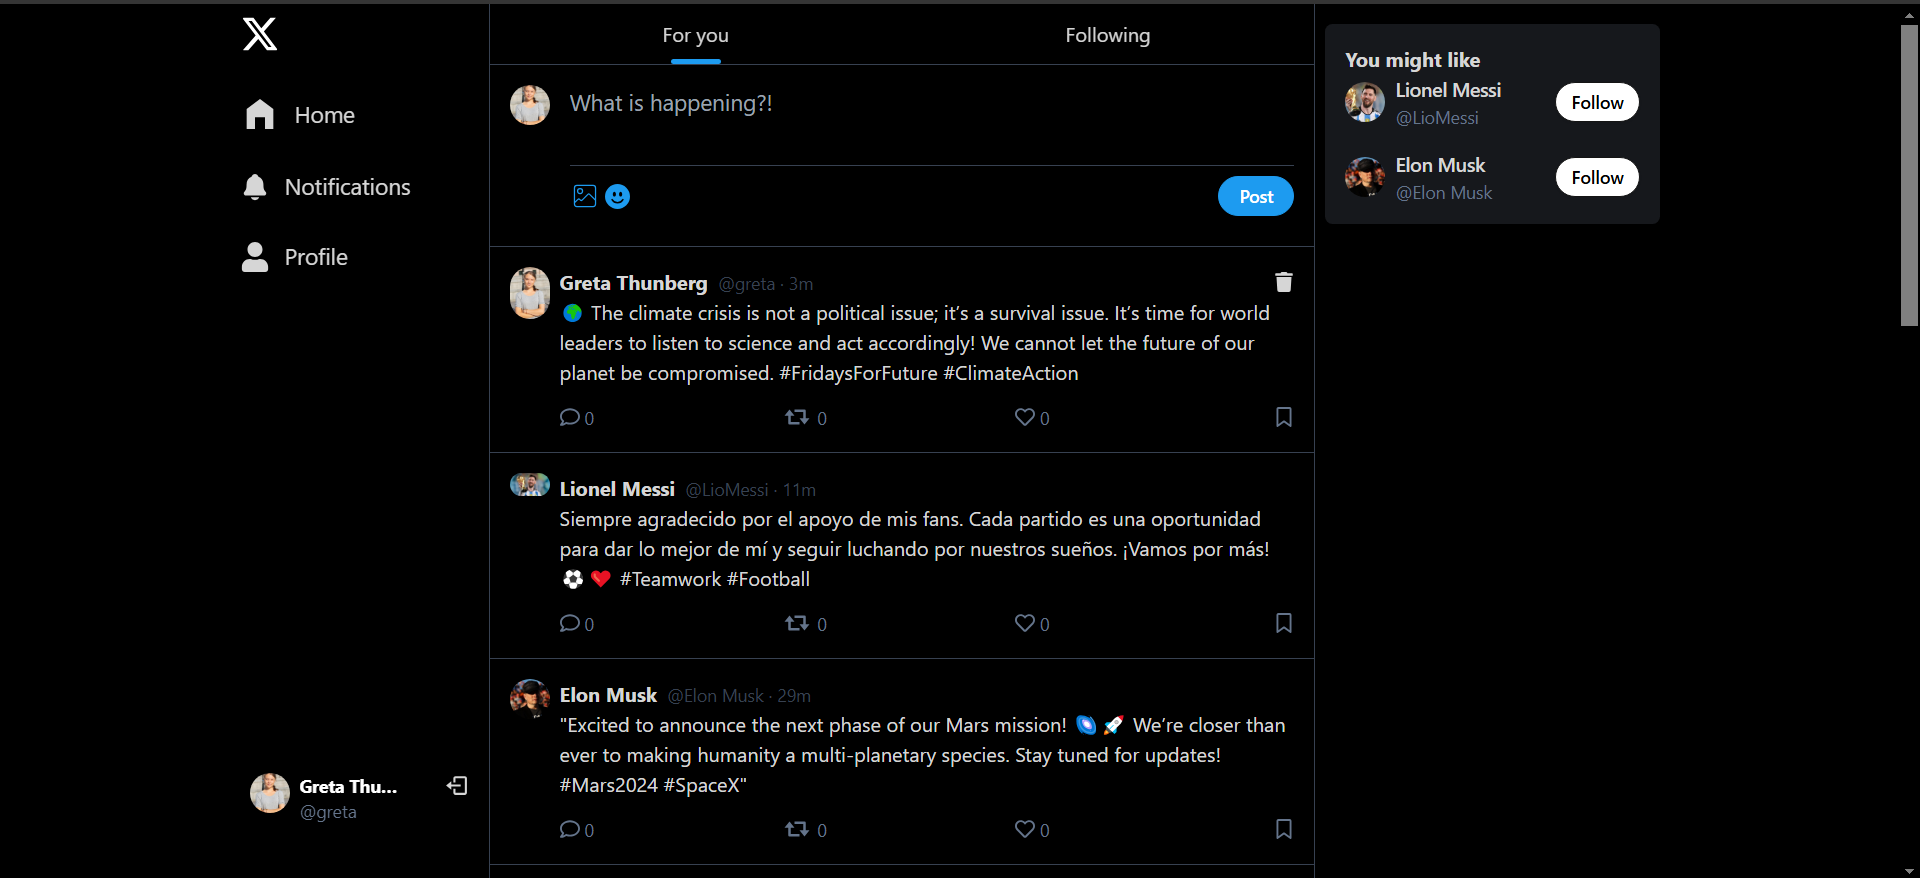 Home
Notifications
Profile
Greta Thu...
@greta
For you
Following
What is happening?!
Post
Greta Thunberg @greta · 3m
🌍 The climate crisis is not a political issue; it’s a survival issue. It’s time for world
leaders to listen to science and act accordingly! We cannot let the future of our
planet be compromised. #FridaysForFuture #ClimateAction
0
0
0
Lionel Messi @LioMessi · 11m
Siempre agradecido por el apoyo de mis fans. Cada partido es una oportunidad
para dar lo mejor de mí y seguir luchando por nuestros sueños. ¡Vamos por más!
⚽❤️ #Teamwork #Football
0
0
0
Elon Musk @Elon Musk · 29m
"Excited to announce the next phase of our Mars mission! 🌌🚀 We’re closer than
ever to making humanity a multi-planetary species. Stay tuned for updates!
#Mars2024 #SpaceX"
0
0
0
You might like
Lionel Messi
@LioMessi
Follow
Elon Musk
@Elon Musk
Follow